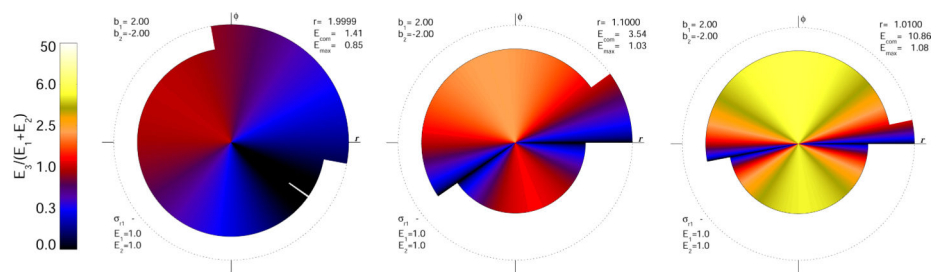 50
6.0
2.5
1.0
0.3
0.0
E3/(E1+E2)
b1= 2.00
b2=-2.00
ϕ
r= 1.9999
Ecom= 1.41
Emax= 0.85
r
σr1 -
E1=1.0
E2=1.0
b1= 2.00
b2=-2.00
ϕ
r= 1.1000
Ecom= 3.54
Emax= 1.03
r
σr1 -
E1=1.0
E2=1.0
b1= 2.00
b2=-2.00
ϕ
r= 1.0100
Ecom= 10.86
Emax= 1.08
r
σr1 -
E1=1.0
E2=1.0